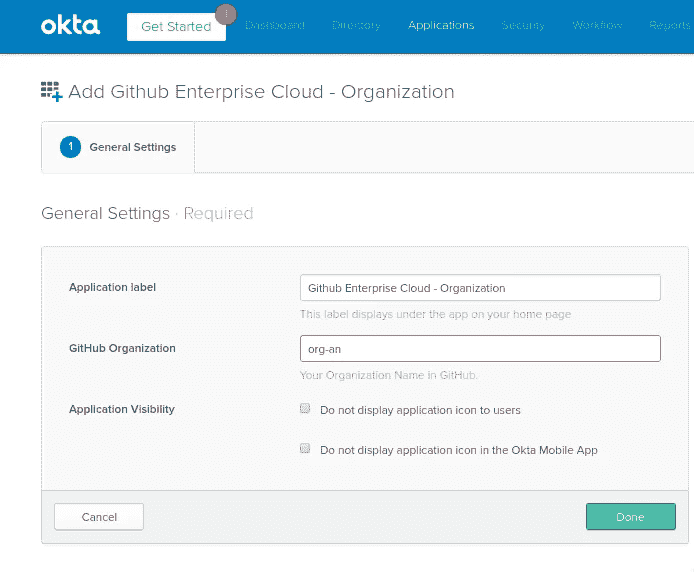 okta
Get Started
Dashboard
Directory
Applications
Security
Workflow
Reports
Add Github Enterprise Cloud - Organization
1 General Settings
General Settings · Required
Application label
Github Enterprise Cloud - Organization
This label displays under the app on your home page
GitHub Organization
org-an
Your Organization Name in GitHub.
Application Visibility
Do not display application icon to users
Do not display application icon in the Okta Mobile App
Cancel
Done